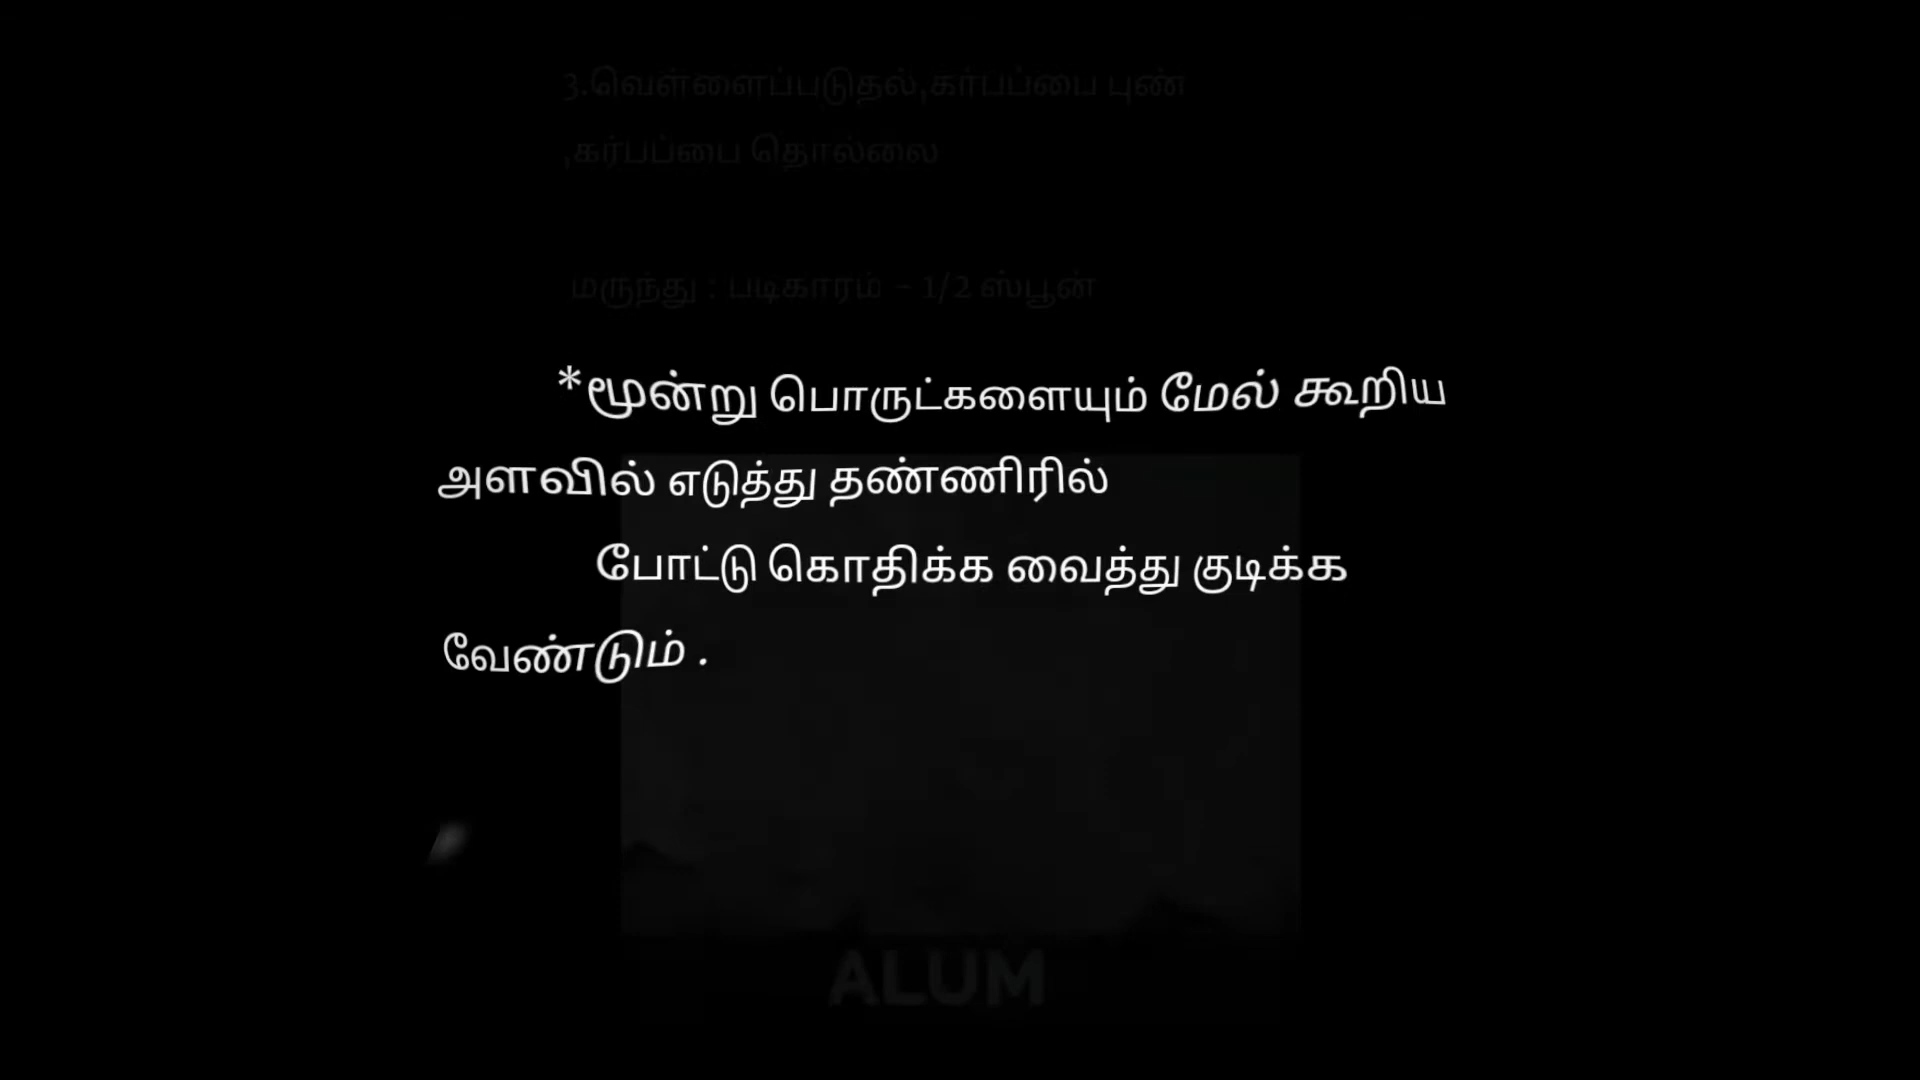 3.வெள்ளைப்படுதல்,கர்பப்பை புண்
,கர்பப்பை தொல்லை
மருந்து : படிகாரம் - 1/2 ஸ்பூன்
*மூன்று பொருட்களையும் மேல் கூறிய
அளவில் எடுத்து தண்ணிரில்
போட்டு கொதிக்க வைத்து குடிக்க
வேண்டும் .
ALUM